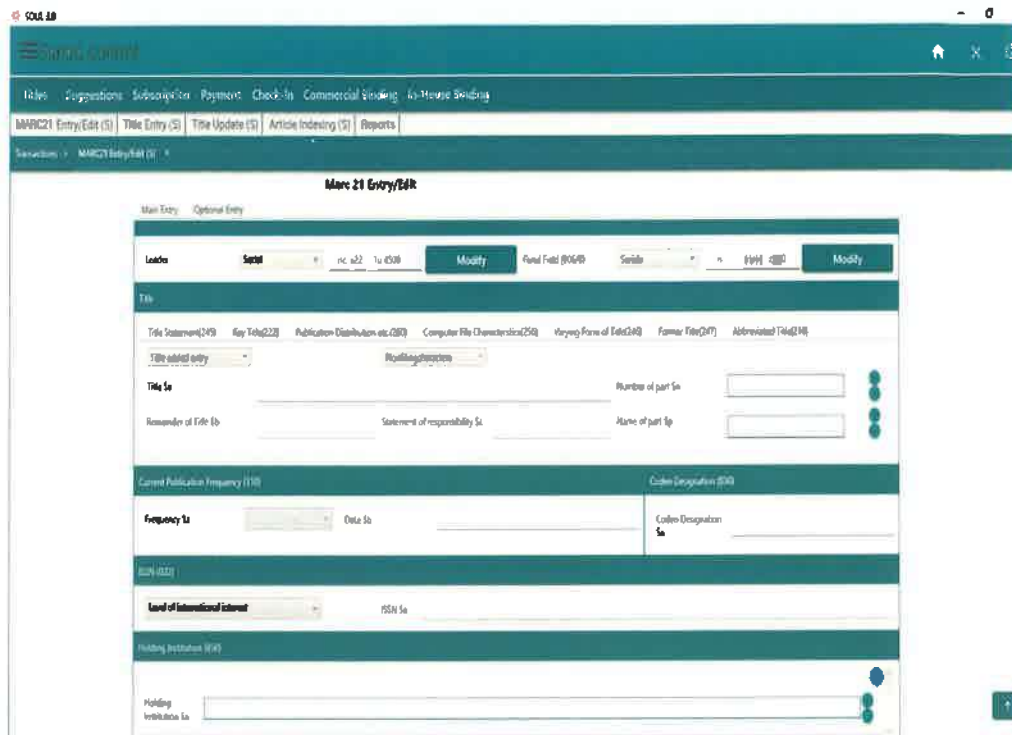 SOUL 3.0
Serial Control
Titles Suggestions Subscription Payment Check-In Commercial Binding In-House Binding
MARC21 Entry/Edit (S) Title Entry (S) Title Update (S) Article Indexing (S) Reports
Transactions > MARC21 Entry/Edit (S)
Marc 21 Entry/Edit
Main Entry Optional Entry
Leader Serial Modify Fixed Field (006/8) Serials Modify
Title
Title Statement(245) Key Title(222) Publication Distribution etc.(260) Computer File Characterstics(256) Varying Form of Title(246) Former Title(247) Abbreviated Title(210)
Title added entry Nonfilingcharacters
Title $a Number of part $n
Remainder of Title $b Statement of responsibility $c Name of part $p
Current Publication Frequency (310) Coden Designation (030)
Frequency $a Date $b Coden Designation
$a
ISSN (022)
Level of international interest ISSN $a
Holding Institution (850)
Holding
Institution $a